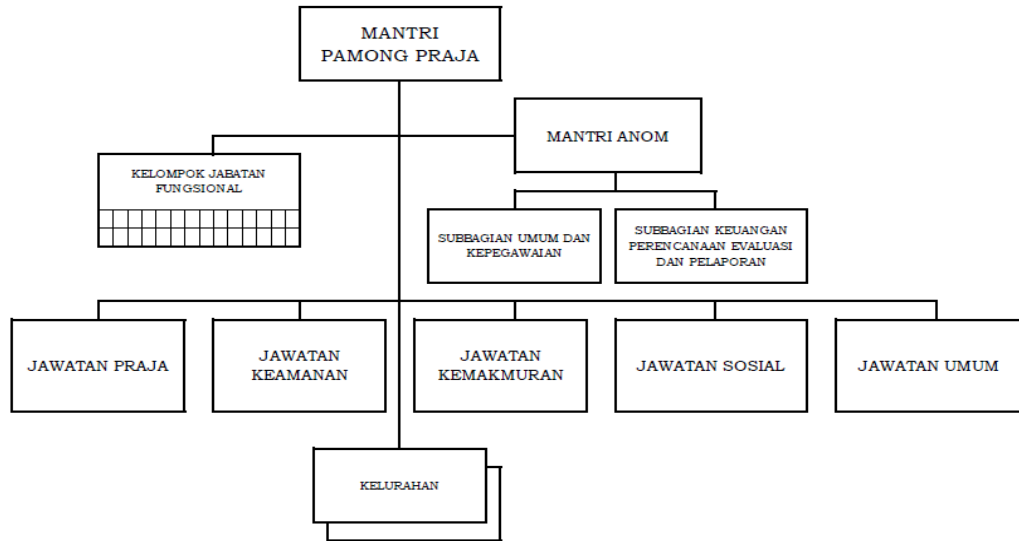 MANTRI
PAMONG PRAJA
MANTRI ANOM
KELOMPOK JABATAN
FUNGSIONAL
SUBBAGIAN UMUM DAN
KEPEGAWAIAN
SUBBAGIAN KEUANGAN
PERENCANAAN EVALUASI
DAN PELAPORAN
JAWATAN PRAJA
JAWATAN
KEAMANAN
JAWATAN
KEMAKMURAN
JAWATAN SOSIAL
JAWATAN UMUM
KELURAHAN